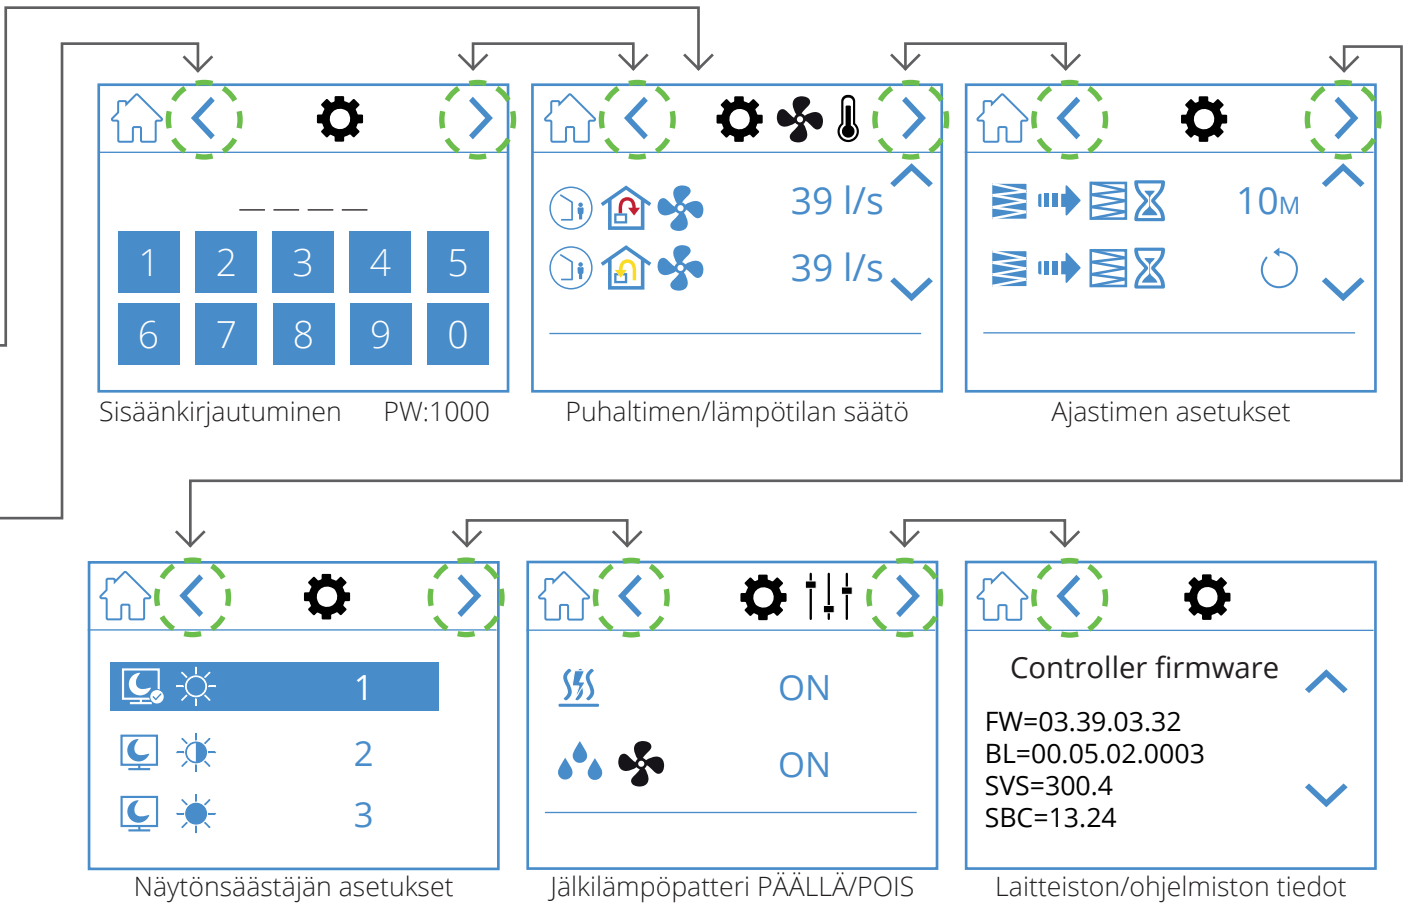 _ _ _ _
1 2 3 4 5
6 7 8 9 0
Sisäänkirjautuminen PW:1000
39 l/s
39 l/s
Puhaltimen/lämpötilan säätö
10M
Ajastimen asetukset
1
2
3
Näytönsäästäjän asetukset
ON
ON
Jälkilämpöpatteri PÄÄLLÄ/POIS
Controller firmware
FW=03.39.03.32
BL=00.05.02.0003
SVS=300.4
SBC=13.24
Laitteiston/ohjelmiston tiedot